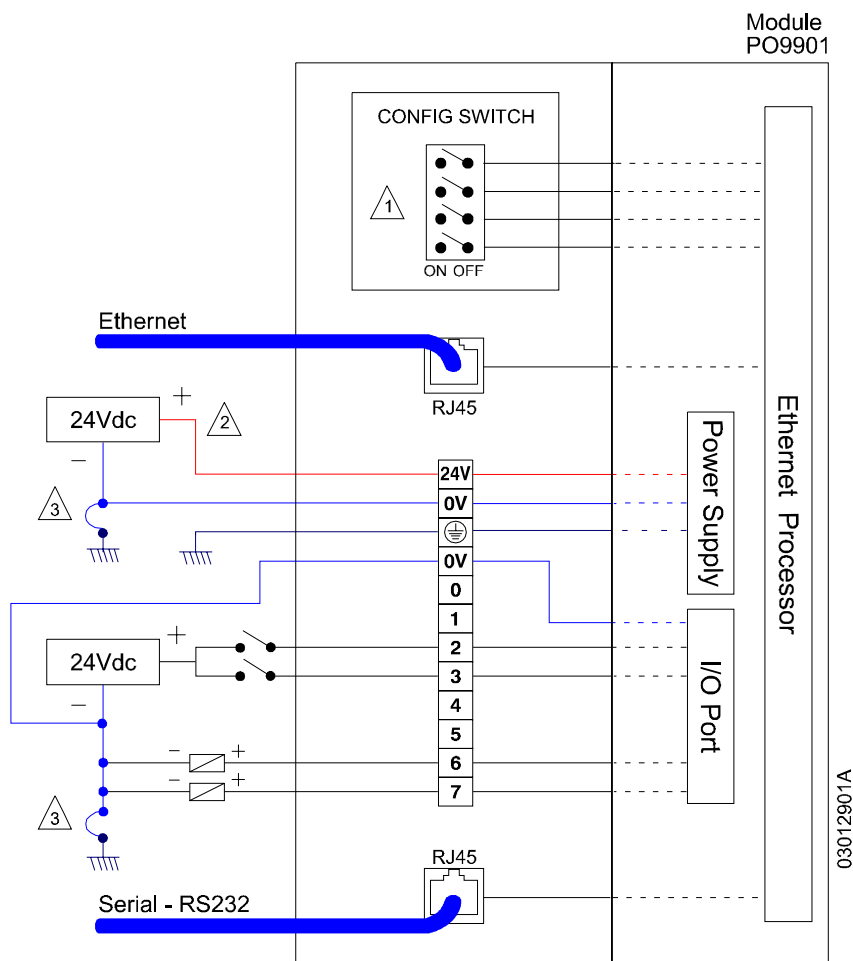 Module
PO9901
CONFIG SWITCH
1
ON OFF
Ethernet
RJ45
24Vdc
+
2
−
3
24V
0V
0V
0
1
2
3
4
5
6
7
Power Supply
Ethernet Processor
24Vdc
+
−
I/O Port
− +
− +
3
RJ45
Serial - RS232
03012901A